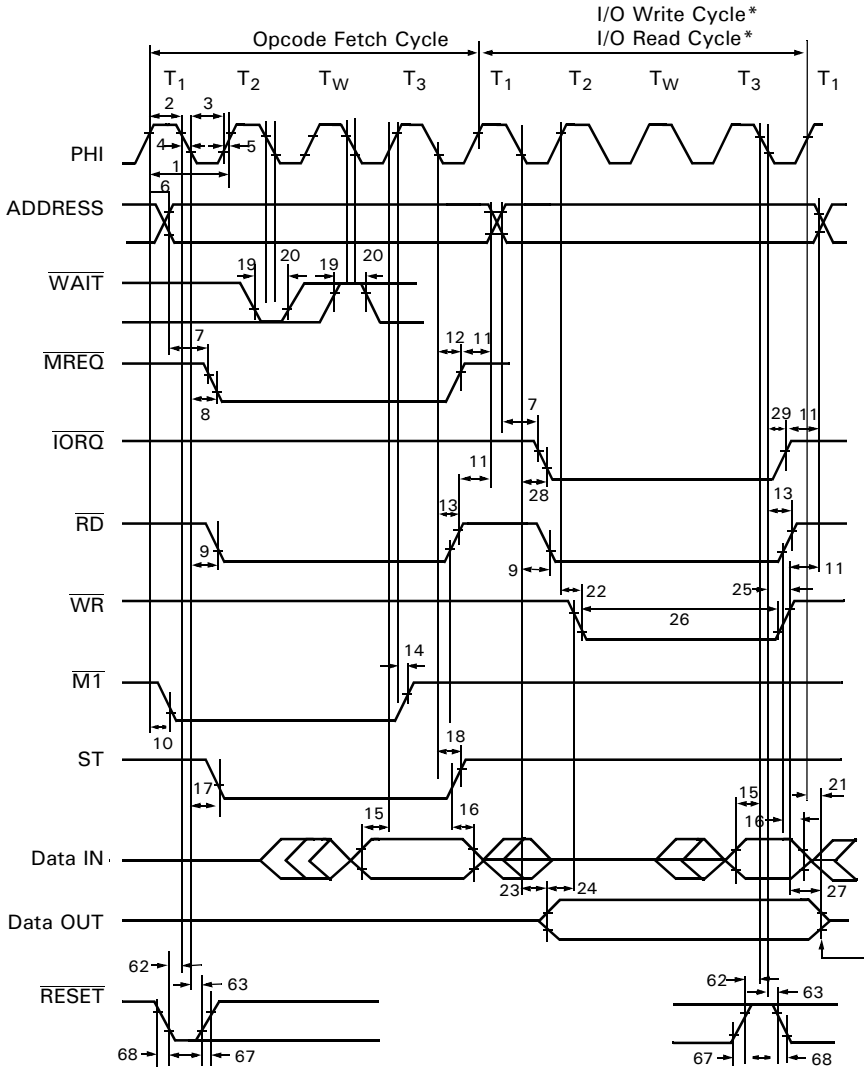 I/O Write Cycle*
Opcode Fetch Cycle I/O Read Cycle*
T1 T2 TW T3 T1 T2 TW T3 T1
2 3
PHI 4 5
1
6
ADDRESS
19 20 19 20
WAIT
7 12 11
MREQ
8 7 29 11
IORQ
11 28
13 13
RD
9 9 11
22 25
WR
26
14
M1
10 18
ST
17 21
15 16 15 16
Data IN
23 24 27
Data OUT
62 63 62 63
RESET
68 67 67 68